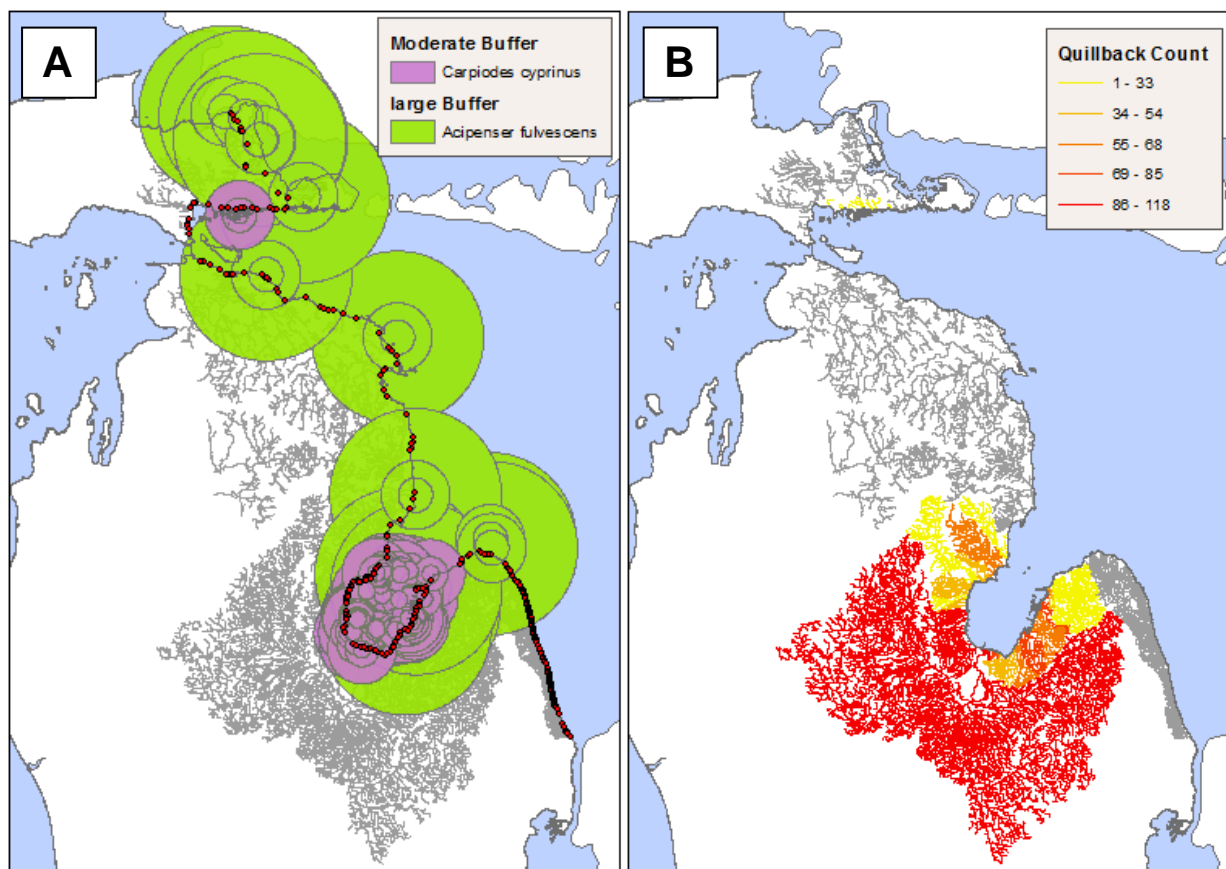 A
Moderate Buffer
Carpiodes cyprinus
large Buffer
Acipenser fulvescens
B
Quillback Count
1 - 33
34 - 54
55 - 68
69 - 85
86 - 118